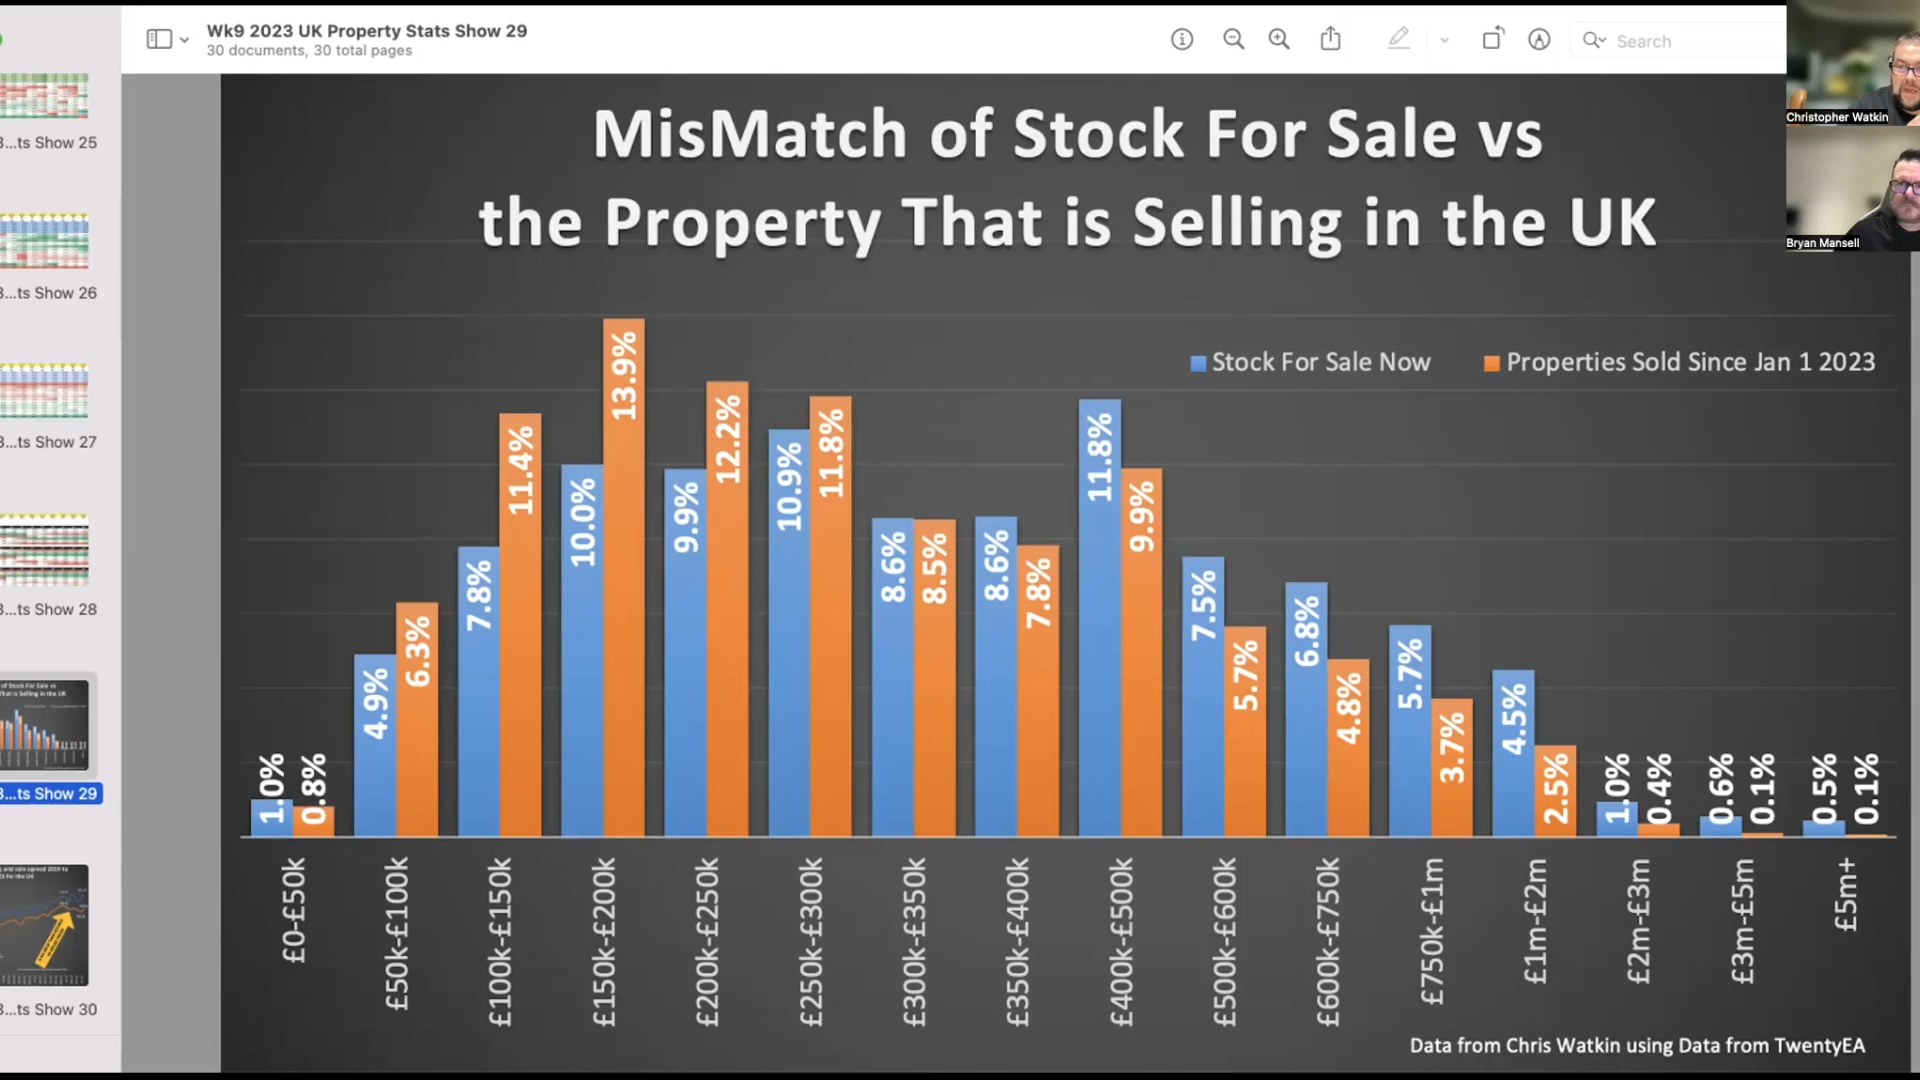 Wk9 2023 UK Property Stats Show 29
30 documents, 30 total pages
Search
3...ts Show 25
3...ts Show 26
3...ts Show 27
3...ts Show 28
3...ts Show 29
3...ts Show 30
Christopher Watkin
Bryan Mansell
MisMatch of Stock For Sale vs
the Property That is Selling in the UK
Stock For Sale Now
Properties Sold Since Jan 1 2023
1.0%
0.8%
4.9%
6.3%
7.8%
11.4%
10.0%
13.9%
9.9%
12.2%
10.9%
11.8%
8.6%
8.5%
8.6%
7.8%
11.8%
9.9%
7.5%
5.7%
6.8%
4.8%
5.7%
3.7%
4.5%
2.5%
1.0%
0.4%
0.6%
0.1%
0.5%
0.1%
£0-£50k
£50k-£100k
£100k-£150k
£150k-£200k
£200k-£250k
£250k-£300k
£300k-£350k
£350k-£400k
£400k-£500k
£500k-£600k
£600k-£750k
£750k-£1m
£1m-£2m
£2m-£3m
£3m-£5m
£5m+
Data from Chris Watkin using Data from TwentyEA